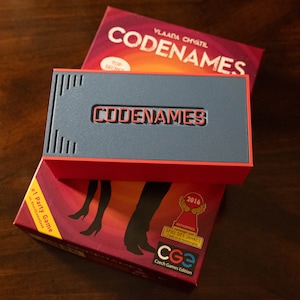 VLAADA CHVÁTIL
CODENAMES
CODENAMES
#1 Party Game
2016
CGE
Czech Games Edition